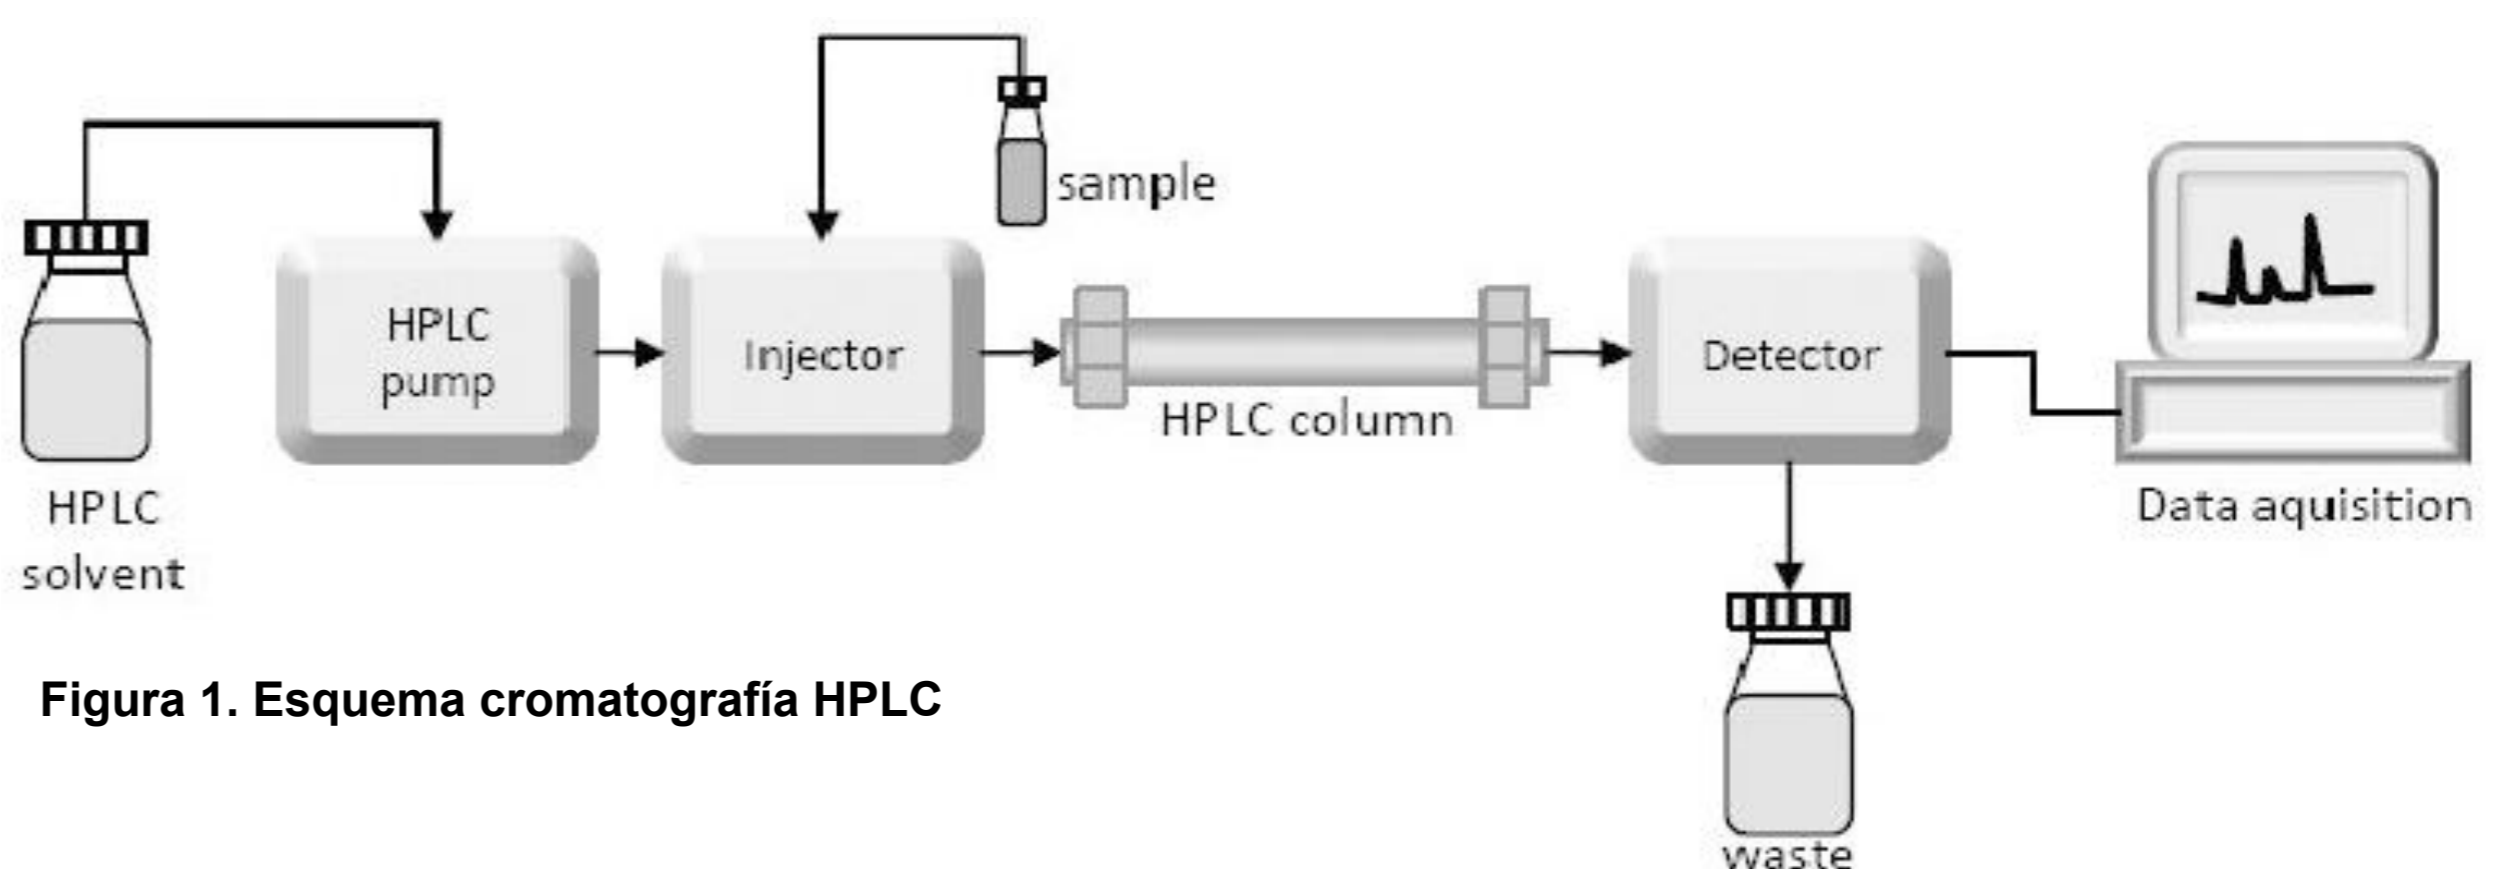 sample
HPLC
pump
Injector
Detector
HPLC column
HPLC
solvent
Data aquisition
Figura 1. Esquema cromatografía HPLC
waste